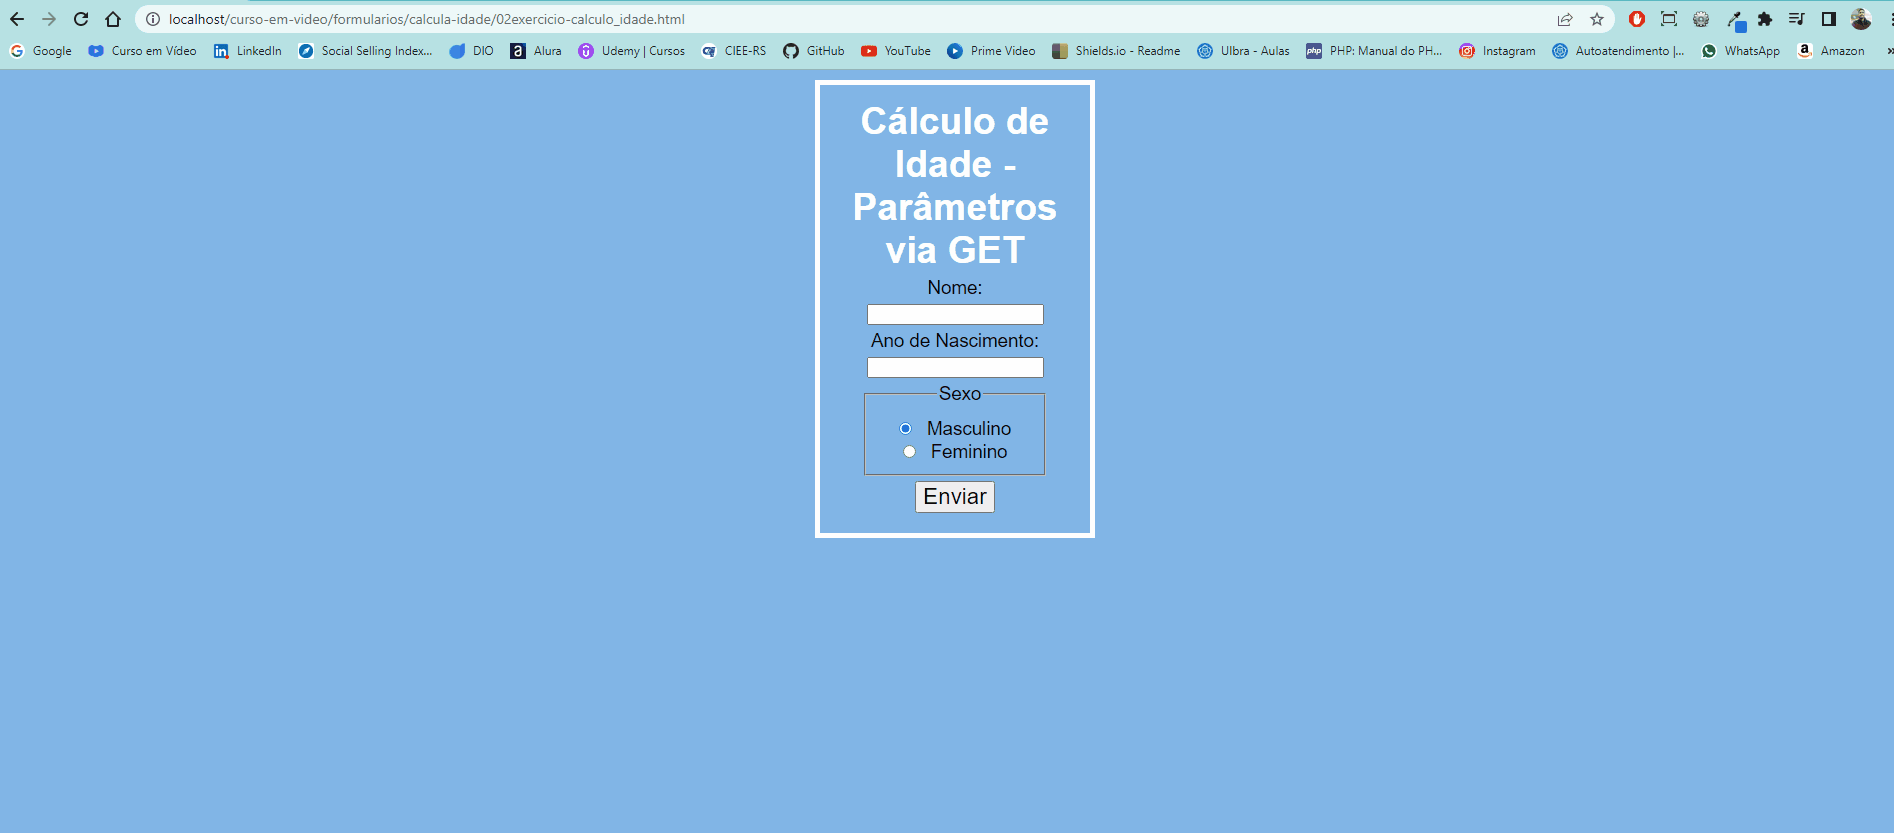 localhost/curso-em-video/formularios/calcula-idade/02exercicio-calculo_idade.html
Google Curso em Vídeo LinkedIn Social Selling Index... DIO Alura Udemy | Cursos CIEE-RS GitHub YouTube Prime Video Shields.io - Readme Ulbra - Aulas PHP: Manual do PH... Instagram Autoatendimento |... WhatsApp Amazon »
Cálculo de
Idade -
Parâmetros
via GET
Nome:
Ano de Nascimento:
Sexo
Masculino
Feminino
Enviar